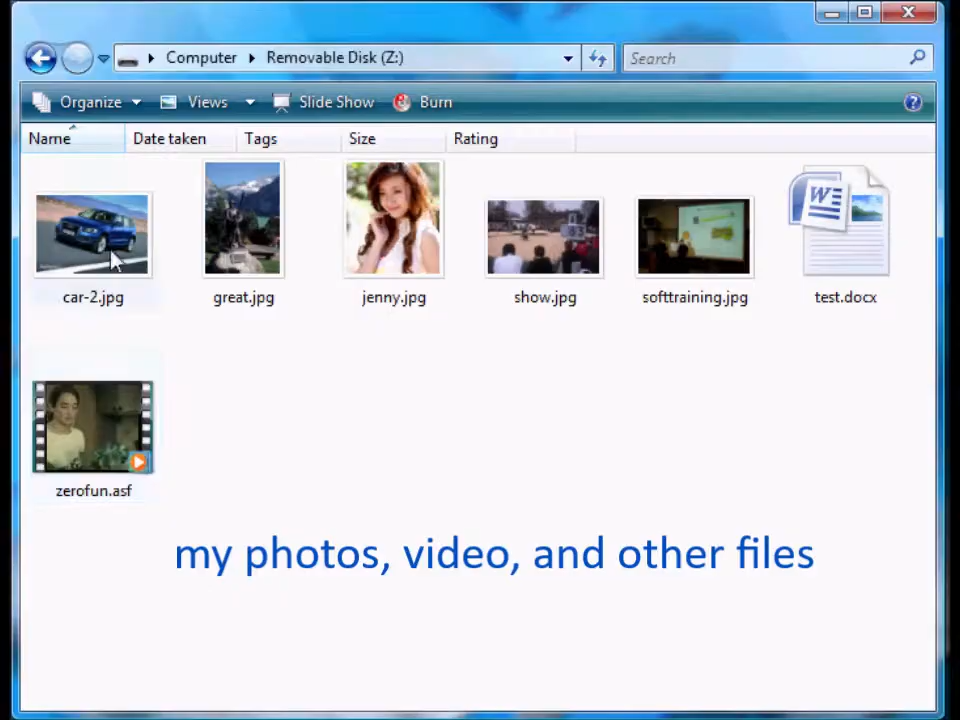 Computer Removable Disk (Z:) Search
Organize Views Slide Show Burn
Name Date taken Tags Size Rating
car-2.jpg great.jpg jenny.jpg show.jpg softtraining.jpg test.docx
zerofun.asf
my photos, video, and other files